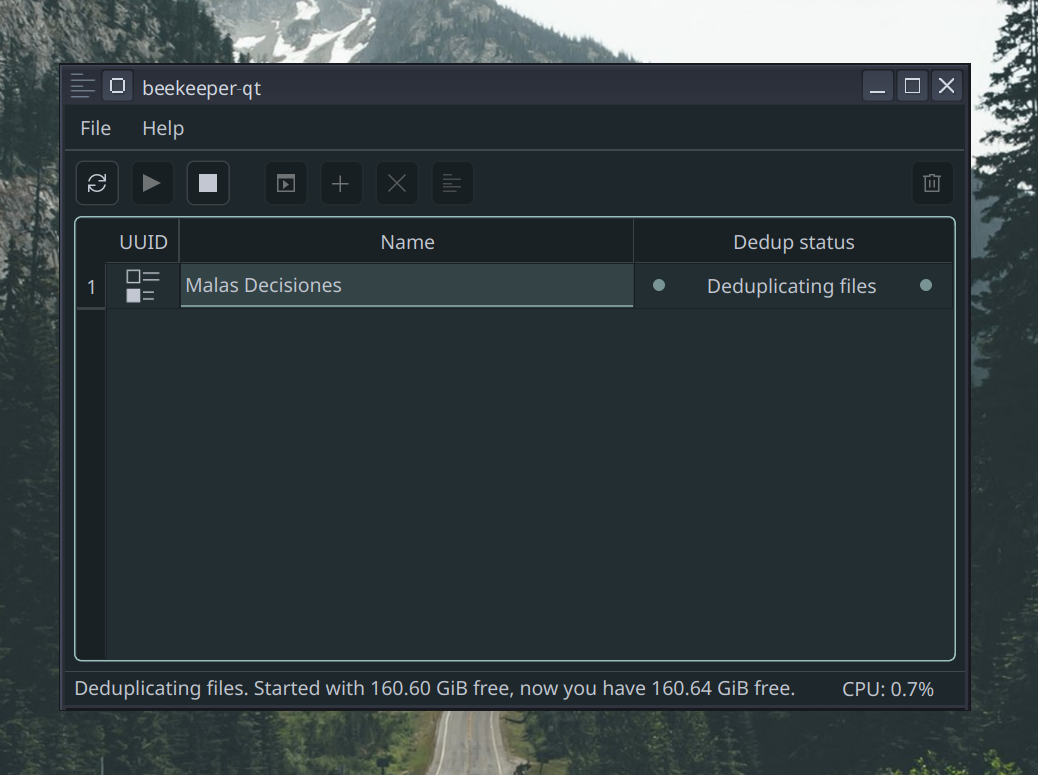 beekeeper-qt
File Help
UUID Name Dedup status
1 Malas Decisiones Deduplicating files
Deduplicating files. Started with 160.60 GiB free, now you have 160.64 GiB free. CPU: 0.7%